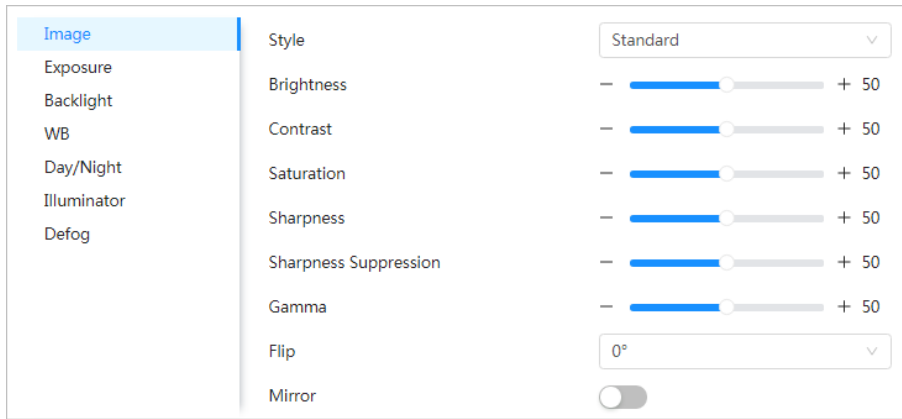 Image
Exposure
Backlight
WB
Day/Night
Illuminator
Defog
Style Standard
Brightness − + 50
Contrast − + 50
Saturation − + 50
Sharpness − + 50
Sharpness Suppression − + 50
Gamma − + 50
Flip 0°
Mirror